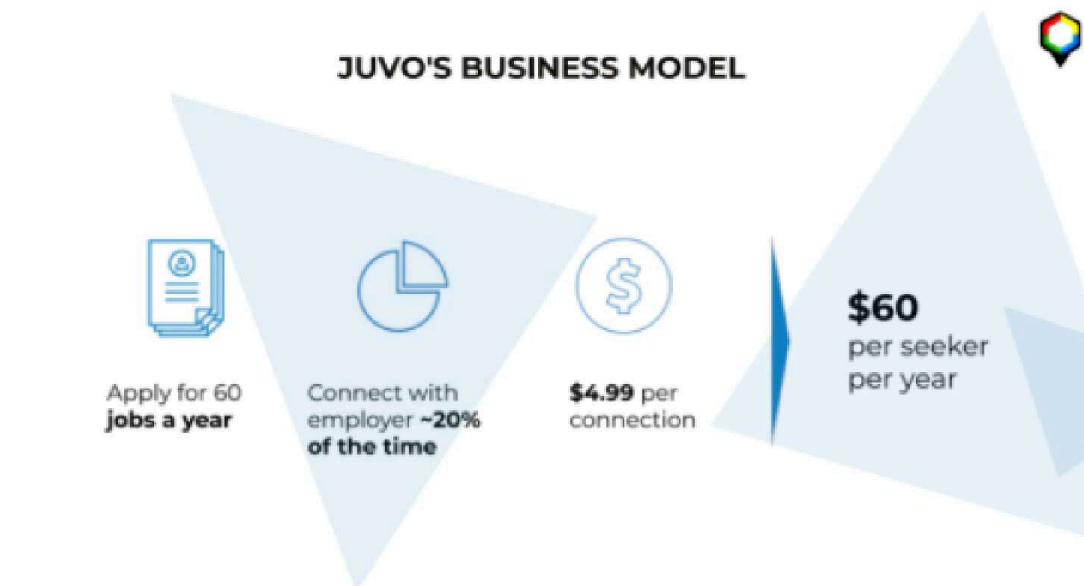 JUVO'S BUSINESS MODEL
Apply for 60
jobs a year
Connect with
employer ~20%
of the time
$4.99 per
connection
$60
per seeker
per year